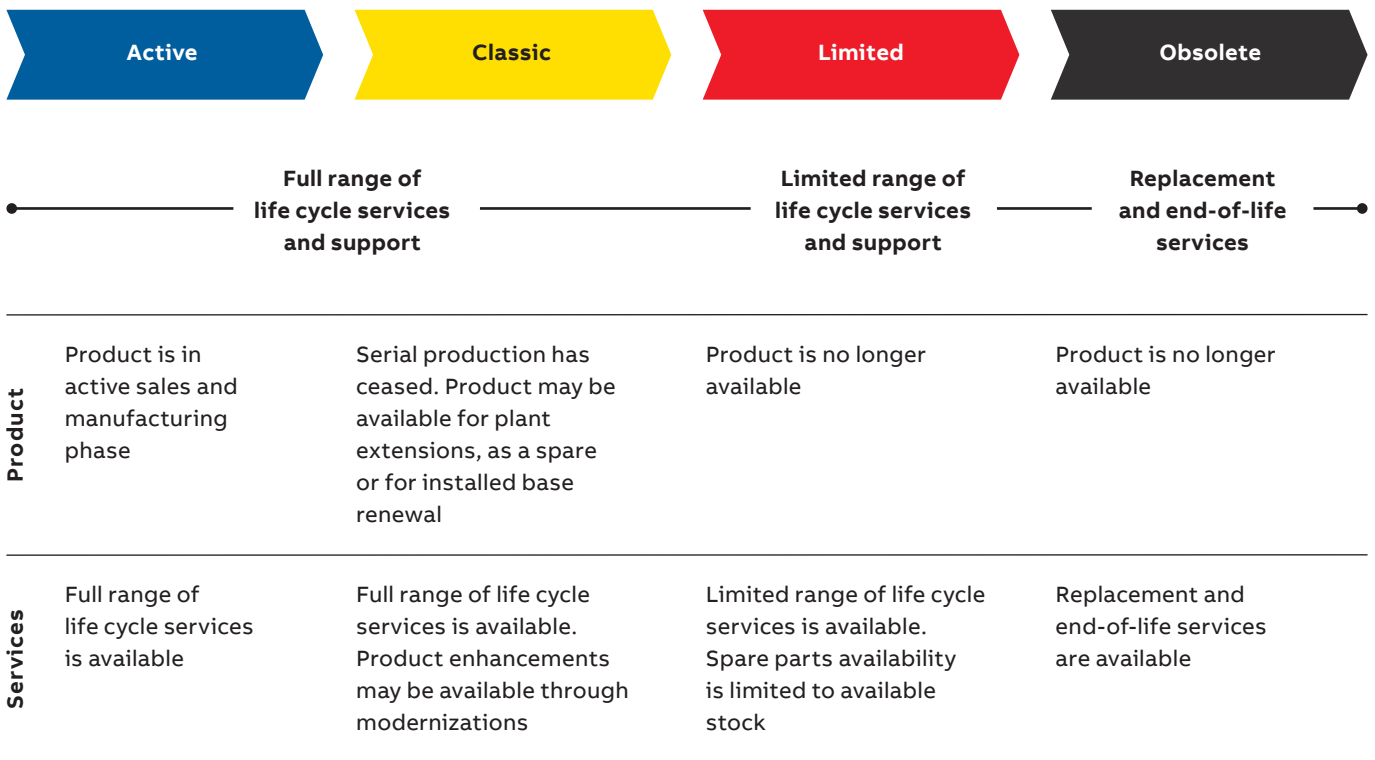 Active
Classic
Limited
Obsolete
Full range of
life cycle services
and support
Limited range of
life cycle services
and support
Replacement
and end-of-life
services
Product
Product is in
active sales and
manufacturing
phase
Serial production has
ceased. Product may be
available for plant
extensions, as a spare
or for installed base
renewal
Product is no longer
available
Product is no longer
available
Services
Full range of
life cycle services
is available
Full range of life cycle
services is available.
Product enhancements
may be available through
modernizations
Limited range of life cycle
services is available.
Spare parts availability
is limited to available
stock
Replacement and
end-of-life services
are available